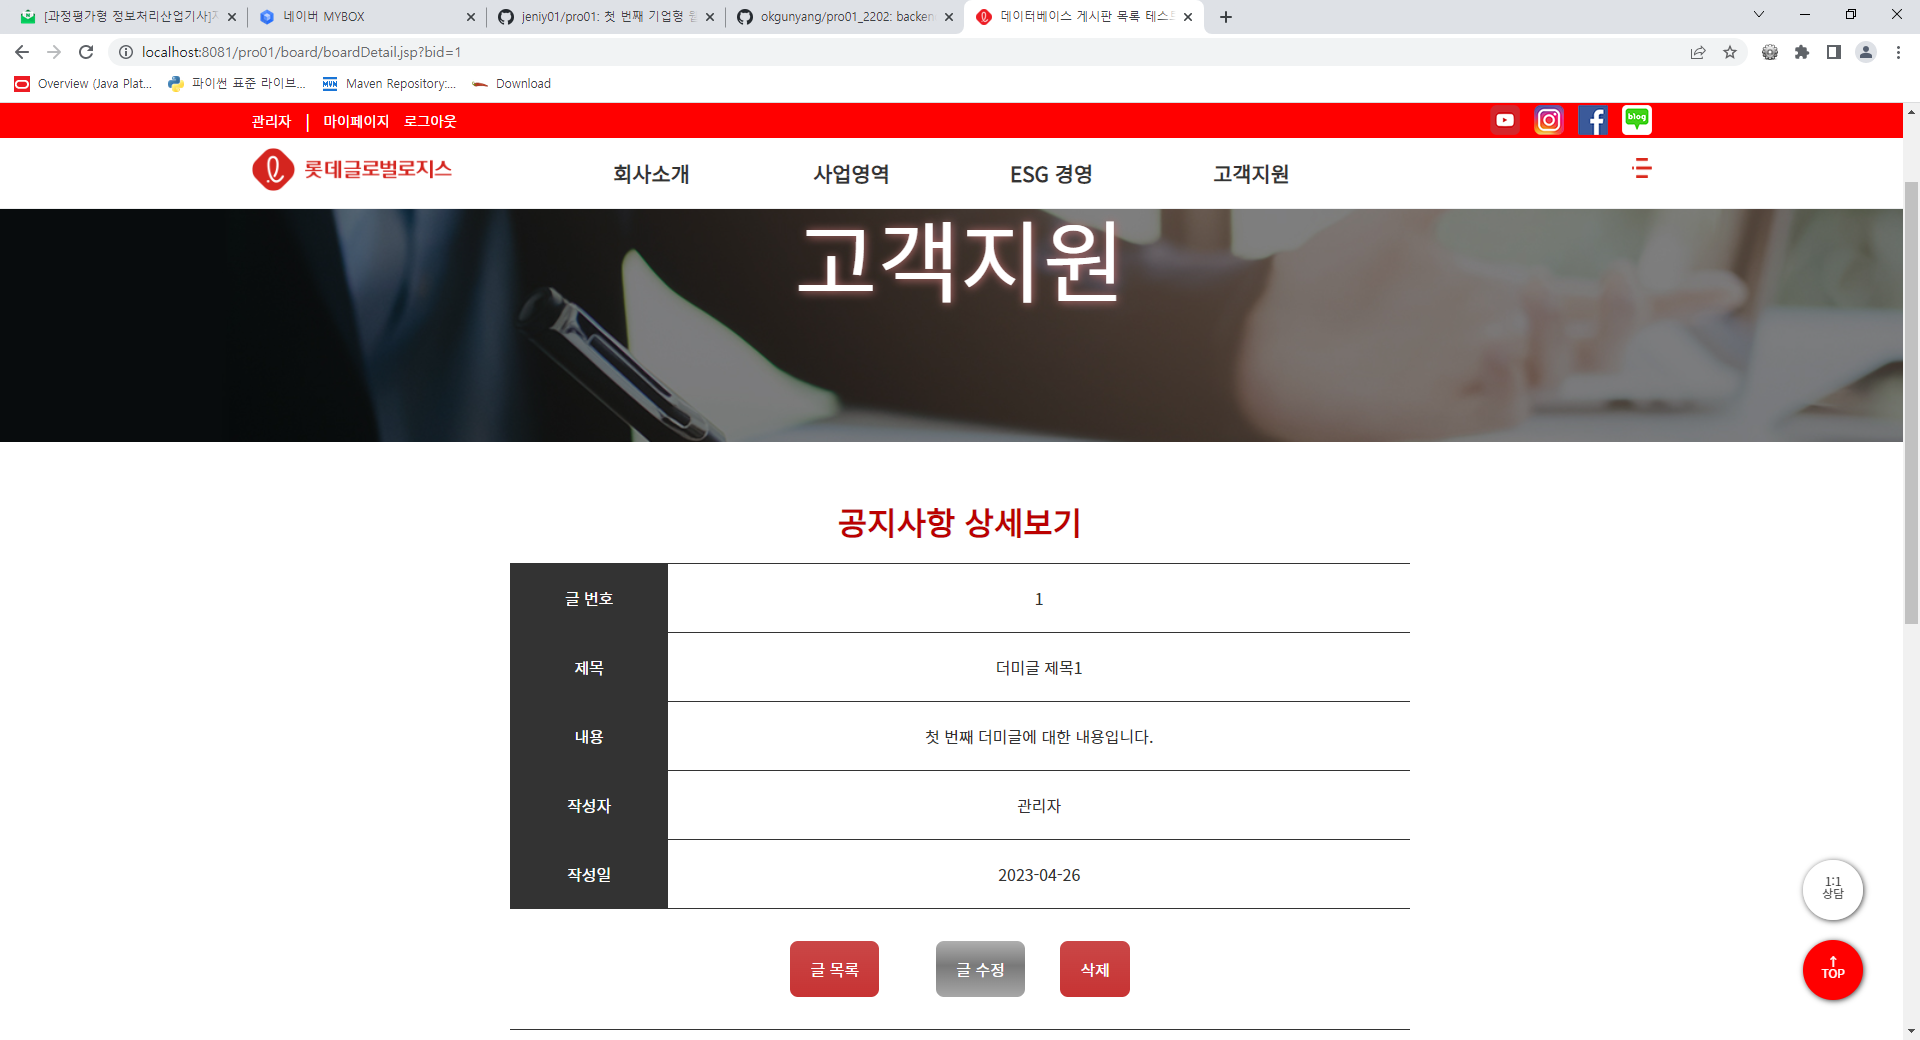 [과정평가형 정보처리산업기사]
네이버 MYBOX
jeniy01/pro01: 첫 번째 기업형
okgunyang/pro01_2202: backen
데이터베이스 게시판 목록 테스트
localhost:8081/pro01/board/boardDetail.jsp?bid=1
Overview (Java Plat... 파이썬 표준 라이브... Maven Repository:... Download
관리자 | 마이페이지 로그아웃
blog
롯데글로벌로지스
회사소개 사업영역 ESG 경영 고객지원
고객지원
공지사항 상세보기
글 번호 1
제목 더미글 제목1
내용 첫 번째 더미글에 대한 내용입니다.
작성자 관리자
작성일 2023-04-26
1:1
상담
글 목록 글 수정 삭제
↑
TOP